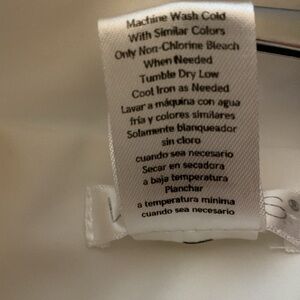 Machine Wash Cold
With Similar Colors
Only Non-Chlorine Bleach
When Needed
Tumble Dry Low
Cool Iron as Needed
Lavar a máquina con agua
fría y colores similares
Solamente blanqueador
sin cloro
cuando sea necesario
Secar en secadora
a baja temperatura
Planchar
a temperatura minima
cuando sea necesario